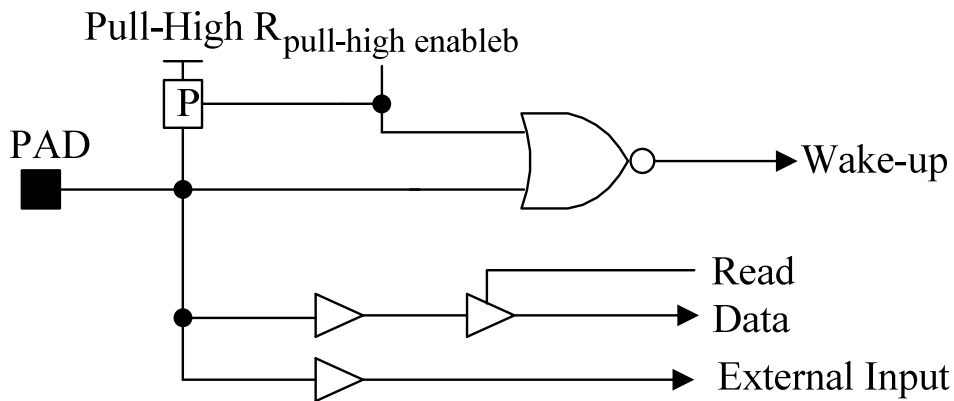 Pull-High R pull-high enableb
P
PAD
Wake-up
Read
Data
External Input